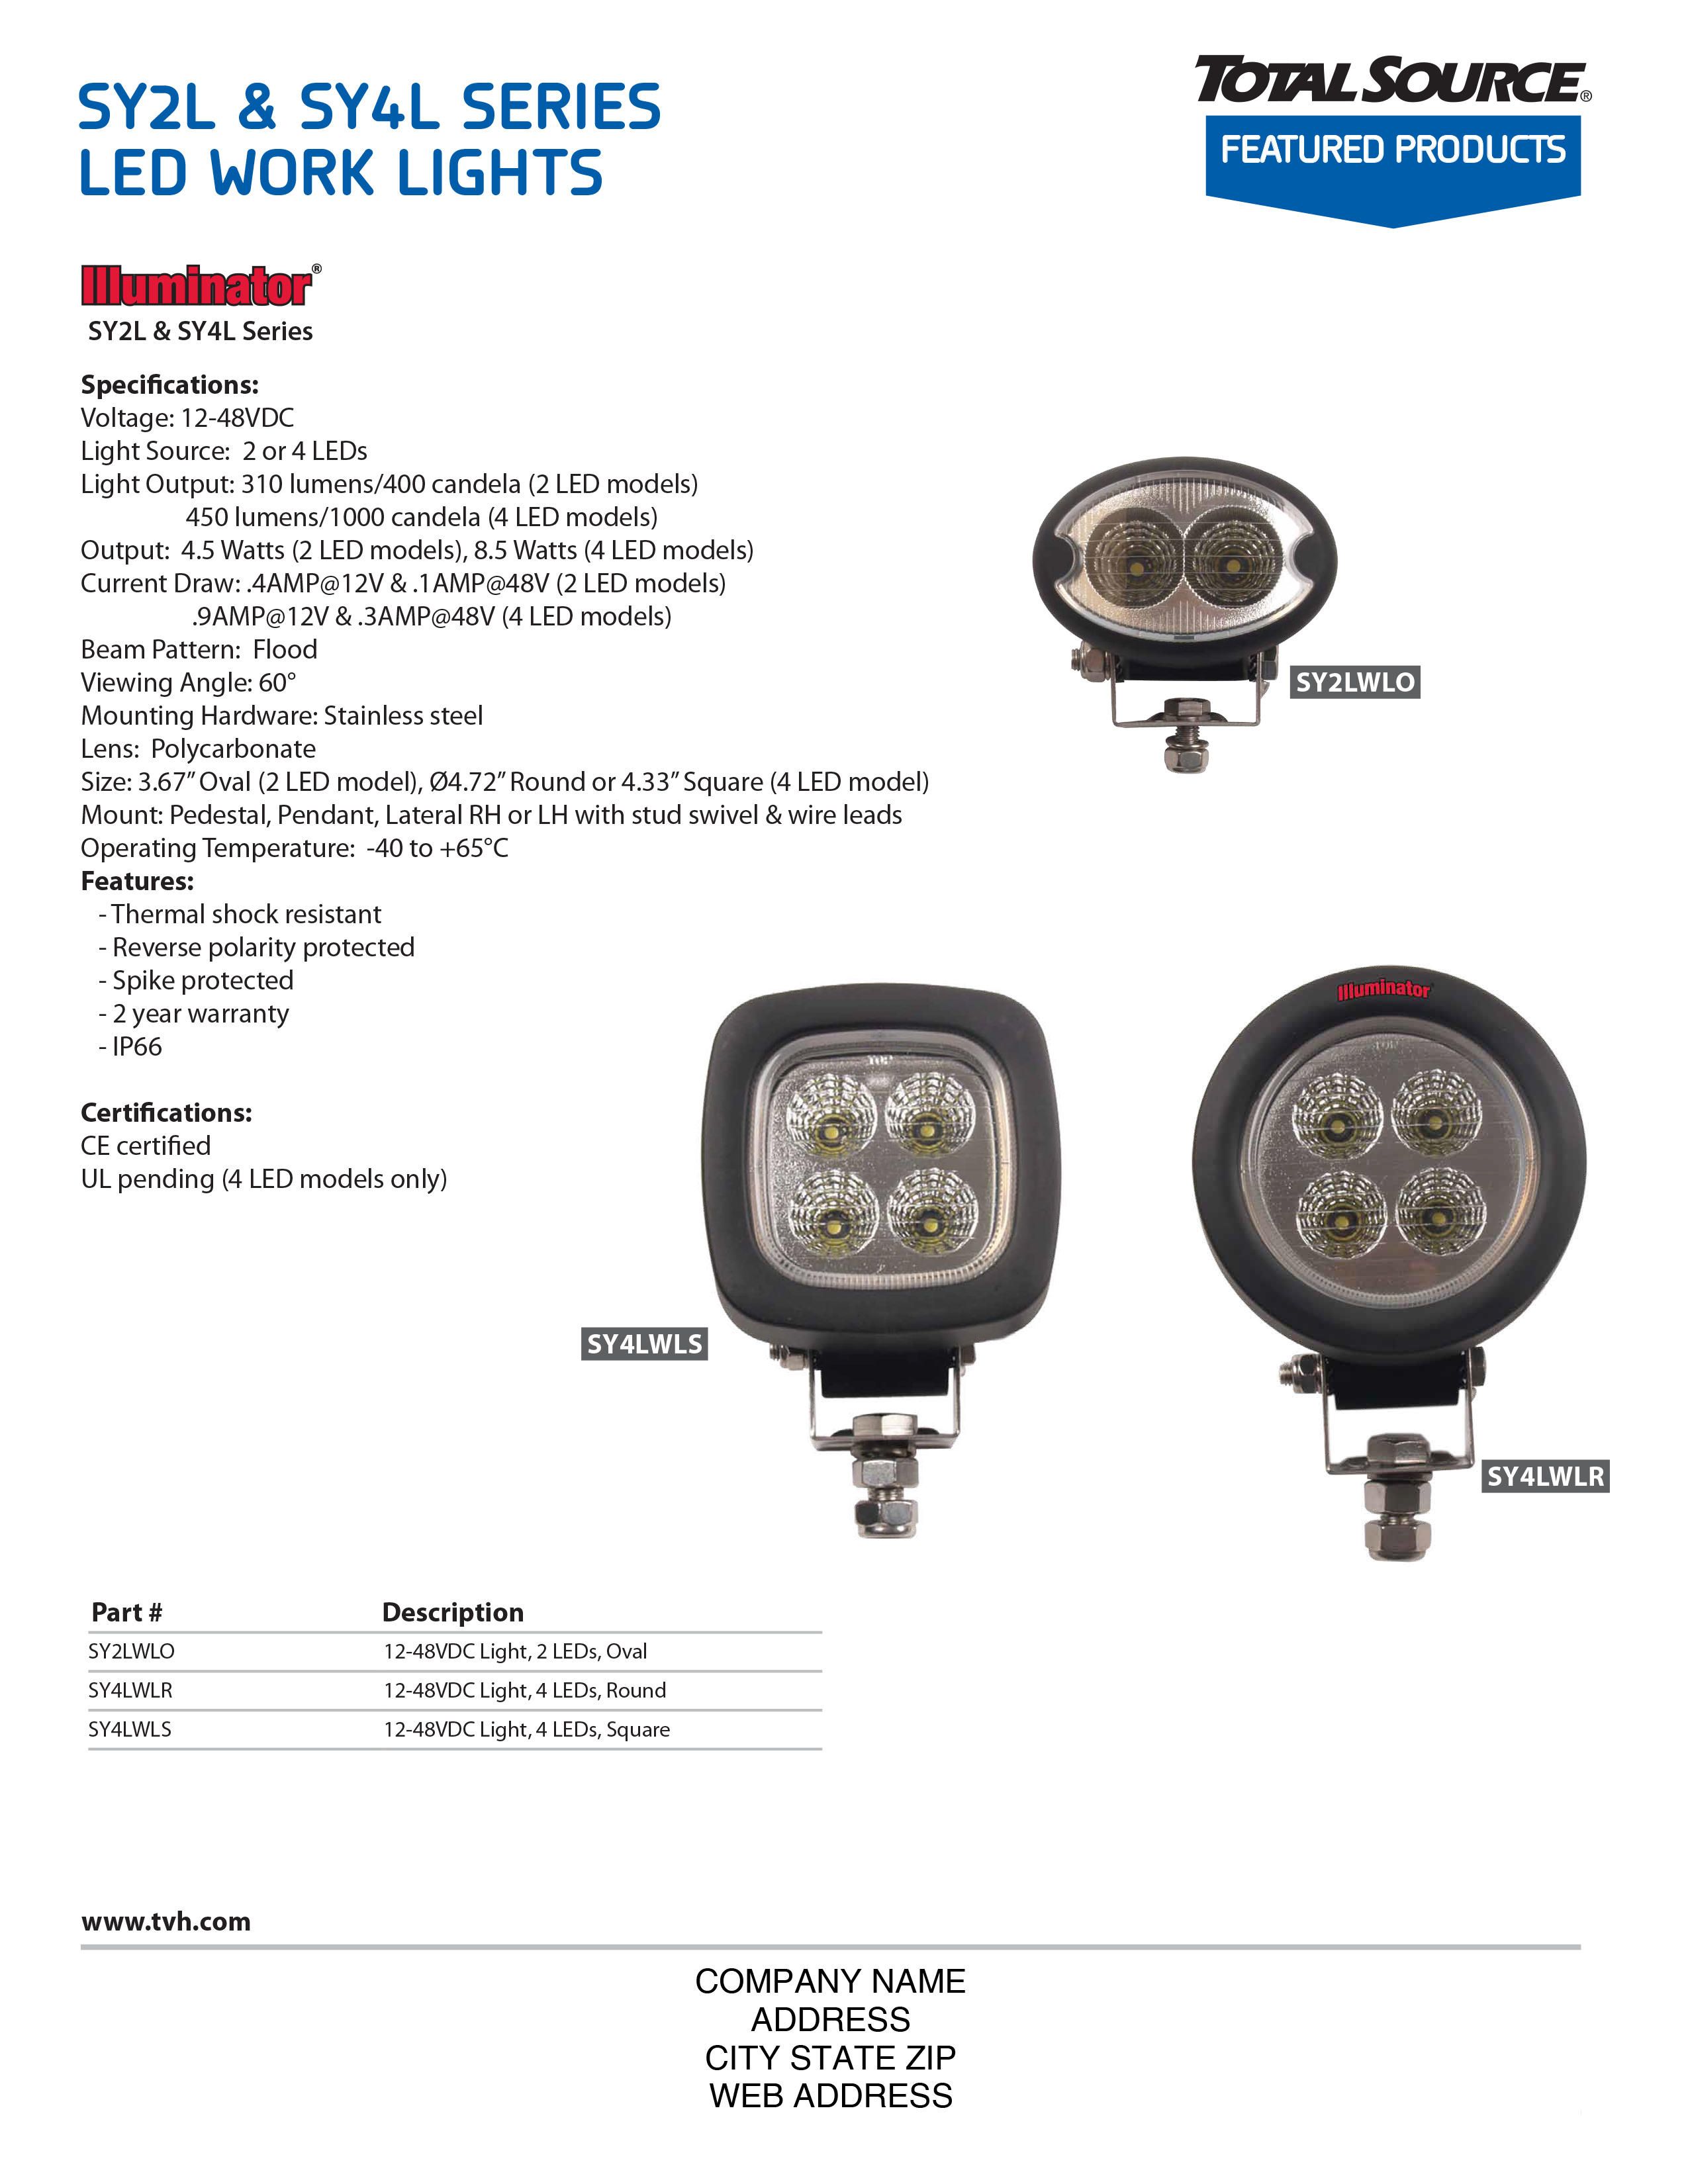 SY2L & SY4L SERIES
LED WORK LIGHTS
TOTALSOURCE®
FEATURED PRODUCTS
Illuminator®
SY2L & SY4L Series
Specifications:
Voltage: 12-48VDC
Light Source: 2 or 4 LEDs
Light Output: 310 lumens/400 candela (2 LED models)
450 lumens/1000 candela (4 LED models)
Output: 4.5 Watts (2 LED models), 8.5 Watts (4 LED models)
Current Draw: .4AMP@12V & .1AMP@48V (2 LED models)
.9AMP@12V & .3AMP@48V (4 LED models)
Beam Pattern: Flood
Viewing Angle: 60°
Mounting Hardware: Stainless steel
Lens: Polycarbonate
Size: 3.67” Oval (2 LED model), Ø4.72” Round or 4.33” Square (4 LED model)
Mount: Pedestal, Pendant, Lateral RH or LH with stud swivel & wire leads
Operating Temperature: -40 to +65°C
Features:
- Thermal shock resistant
- Reverse polarity protected
- Spike protected
- 2 year warranty
- IP66
Certifications:
CE certified
UL pending (4 LED models only)
SY2LWLO
TOP
SY4LWLS
Illuminator
TOP
SY4LWLR
Part # Description
SY2LWLO 12-48VDC Light, 2 LEDs, Oval
SY4LWLR 12-48VDC Light, 4 LEDs, Round
SY4LWLS 12-48VDC Light, 4 LEDs, Square
www.tvh.com
COMPANY NAME
ADDRESS
CITY STATE ZIP
WEB ADDRESS